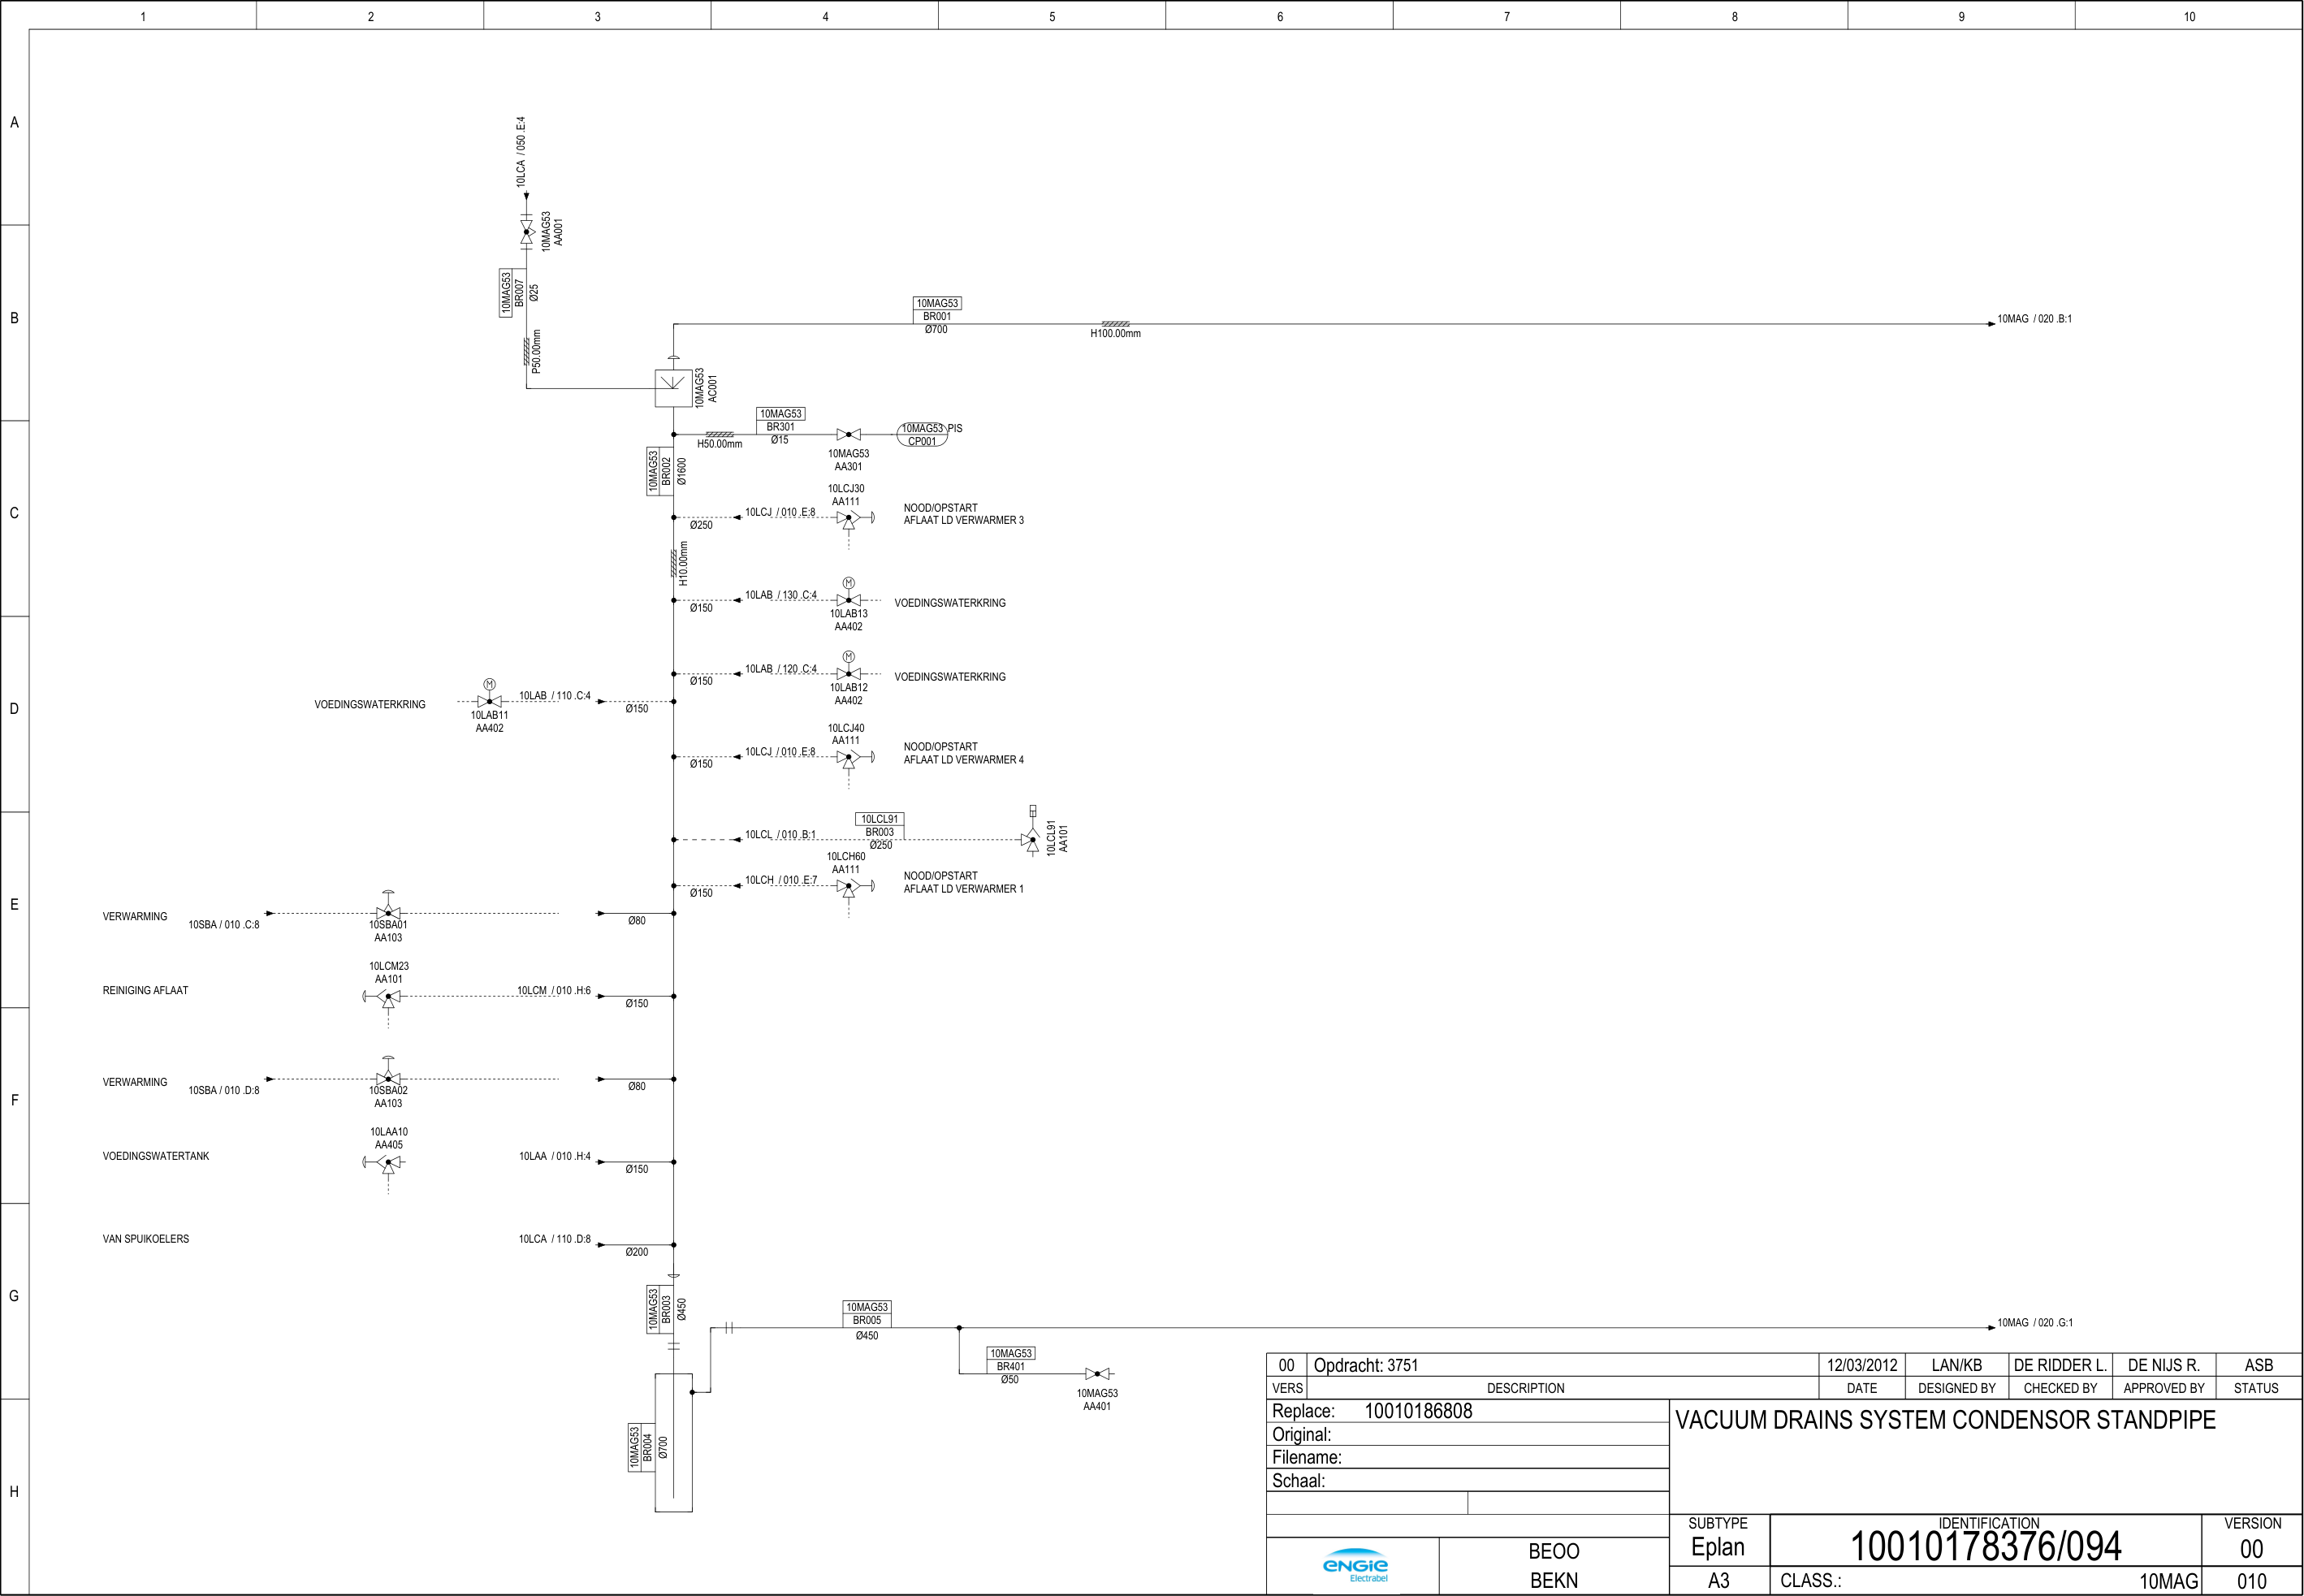 1 2 3 4 5 6 7 8 9 10
A
B
C
D
E
F
G
H
10LCA / 050 .E:4
10MAG53
AA001
10MAG53
BR007
Ø25
P50.00mm
10MAG53
BR001
Ø700
H100.00mm
10MAG / 020 .B:1
10MAG53
AC001
10MAG53
BR301
Ø15
H50.00mm
10MAG53
AA301
10MAG53 PIS
CP001
10MAG53
BR002
Ø1600
10LCJ30
AA111
10LCJ / 010 .E:8
Ø250
NOOD/OPSTART
AFLAAT LD VERWARMER 3
H10.00mm
M
10LAB / 130 .C:4
Ø150
10LAB13
AA402
VOEDINGSWATERKRING
M
10LAB / 120 .C:4
Ø150
10LAB12
AA402
VOEDINGSWATERKRING
M
VOEDINGSWATERKRING
10LAB11
AA402
10LAB / 110 .C:4
Ø150
10LCJ40
AA111
10LCJ / 010 .E:8
Ø150
NOOD/OPSTART
AFLAAT LD VERWARMER 4
10LCL / 010 .B:1
10LCL91
BR003
Ø250
10LCL91
AA101
10LCH60
AA111
10LCH / 010 .E:7
Ø150
NOOD/OPSTART
AFLAAT LD VERWARMER 1
VERWARMING
10SBA / 010 .C:8
10SBA01
AA103
Ø80
10LCM23
AA101
REINIGING AFLAAT
10LCM / 010 .H:6
Ø150
VERWARMING
10SBA / 010 .D:8
10SBA02
AA103
Ø80
10LAA10
AA405
VOEDINGSWATERTANK
10LAA / 010 .H:4
Ø150
VAN SPUIKOELERS
10LCA / 110 .D:8
Ø200
10MAG53
BR003
Ø450
10MAG53
BR005
Ø450
10MAG / 020 .G:1
10MAG53
BR401
Ø50
10MAG53
AA401
10MAG53
BR004
Ø700
00 Opdracht: 3751 12/03/2012 LAN/KB DE RIDDER L. DE NIJS R. ASB
VERS DESCRIPTION DATE DESIGNED BY CHECKED BY APPROVED BY STATUS
Replace: 10010186808
Original:
Filename:
Schaal:
VACUUM DRAINS SYSTEM CONDENSOR STANDPIPE
ENGIE
Electrabel
BEOO
BEKN
SUBTYPE
Eplan
A3
IDENTIFICATION
10010178376/094
CLASS.: 10MAG
VERSION
00
010